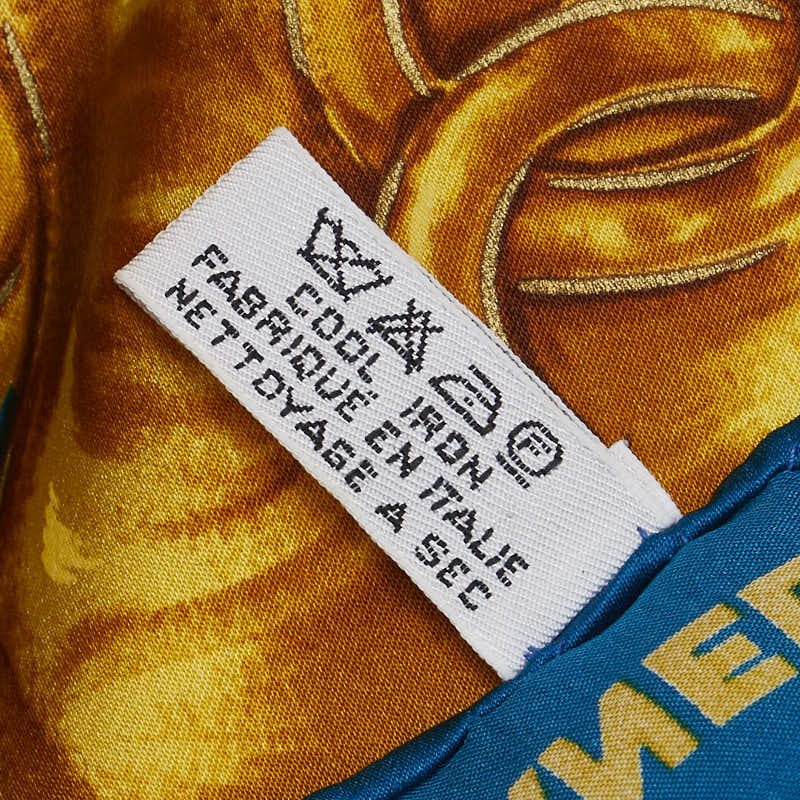 COOL IRON
FABRIQUÉ EN ITALIE
NETTOYAGE A SEC